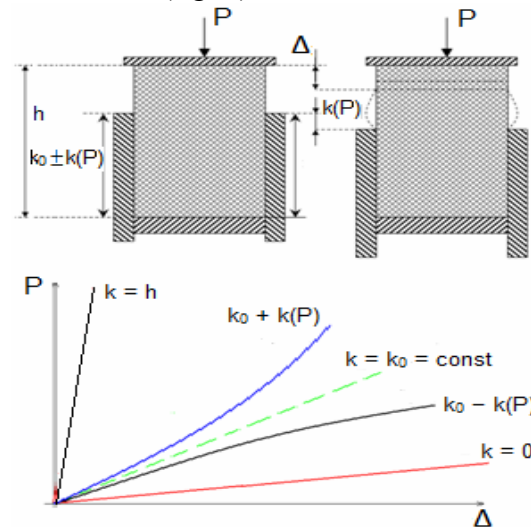 P
P
Δ
h
k(P)
k₀ ± k(P)
P
k = h
k₀ + k(P)
k = k₀ = const
k₀ − k(P)
k = 0
Δ